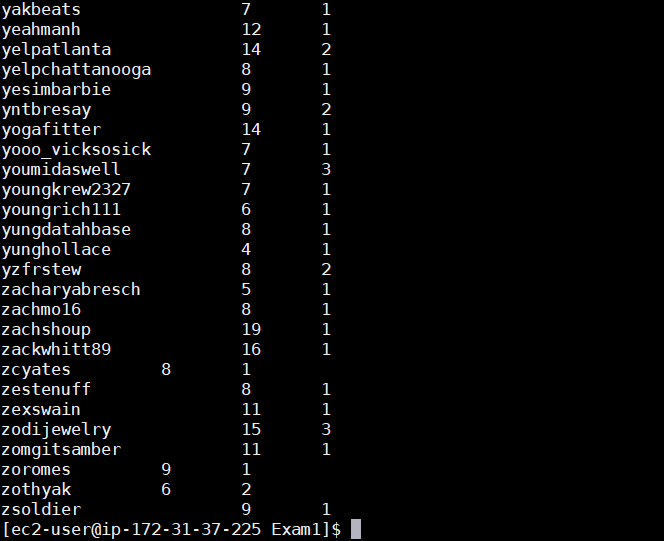 yakbeats 7 1
yeahmanh 12 1
yelpatlanta 14 2
yelpchattanooga 8 1
yesimbarbie 9 1
yntbresay 9 2
yogafitter 14 1
yooo_vicksosick 7 1
youmidaswell 7 3
youngkrew2327 7 1
youngrich111 6 1
yungdatahbase 8 1
yunghollace 4 1
yzfrstew 8 2
zacharyabresch 5 1
zachmo16 8 1
zachshoup 19 1
zackwhitt89 16 1
zcyates 8 1
zestenuff 8 1
zexswain 11 1
zodijewelry 15 3
zomgitsamber 11 1
zoromes 9 1
zothyak 6 2
zsoldier 9 1
[ec2-user@ip-172-31-37-225 Exam1]$